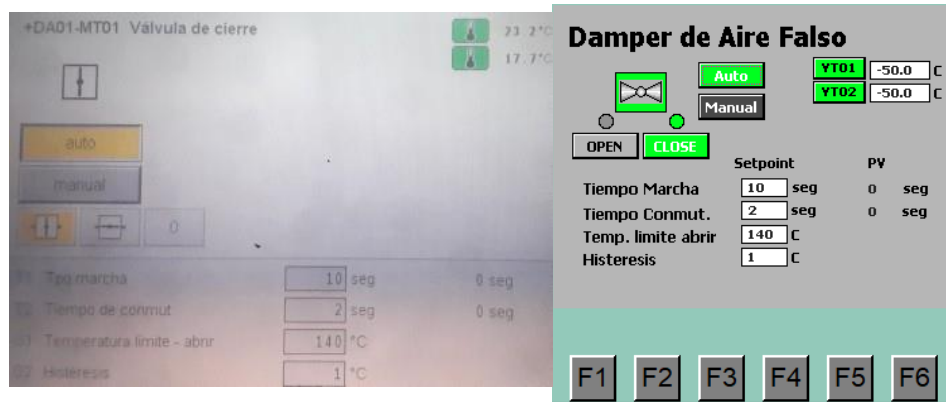 +DA01-MT01 Válvula de cierre
23.2°C
17.7°C
auto
manual
0
Tpo marcha 10 seg 0 seg
Tiempo de conmut 2 seg 0 seg
Temperatura límite - abrir 140 °C
Histéresis 1 °C
Damper de Aire Falso
Auto YT01 -50.0 C
Manual YT02 -50.0 C
OPEN CLOSE
Setpoint PV
Tiempo Marcha 10 seg 0 seg
Tiempo Conmut. 2 seg 0 seg
Temp. limite abrir 140 C
Histeresis 1 C
F1 F2 F3 F4 F5 F6